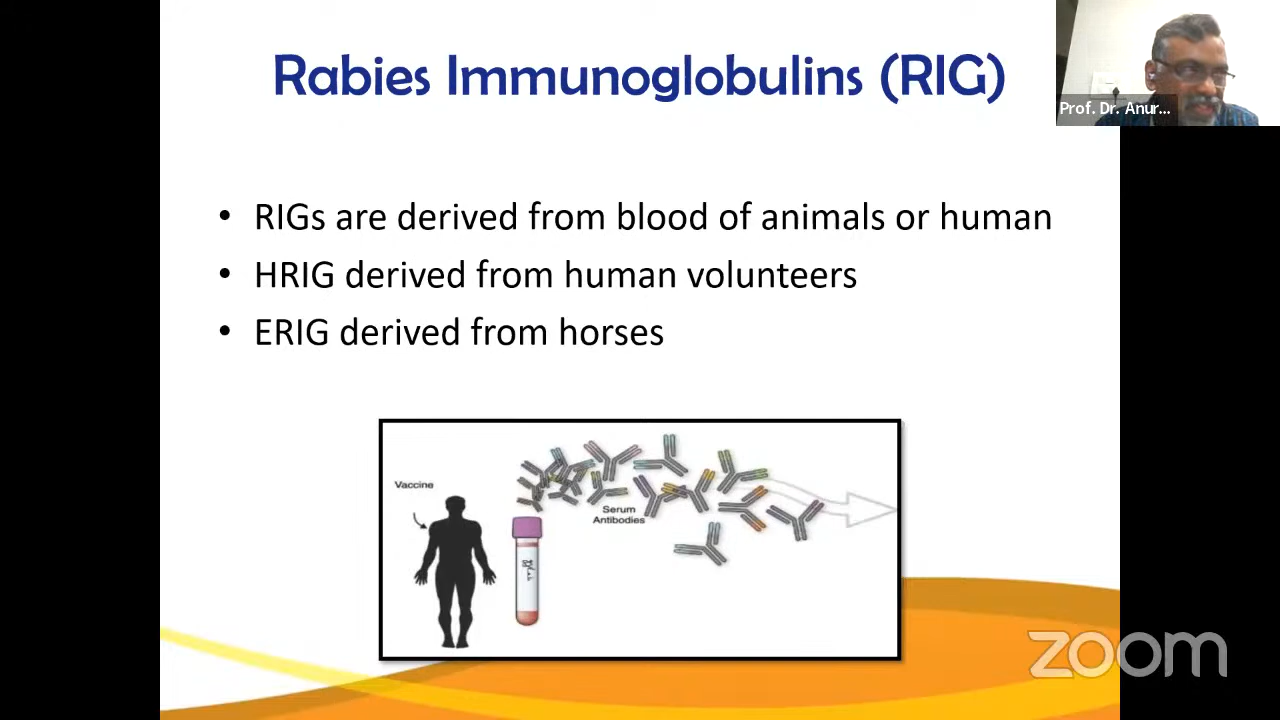 Rabies Immunoglobulins (RIG)
Prof. Dr. Anur...
• RIGs are derived from blood of animals or human
• HRIG derived from human volunteers
• ERIG derived from horses
Vaccine
Serum
Antibodies
zoom